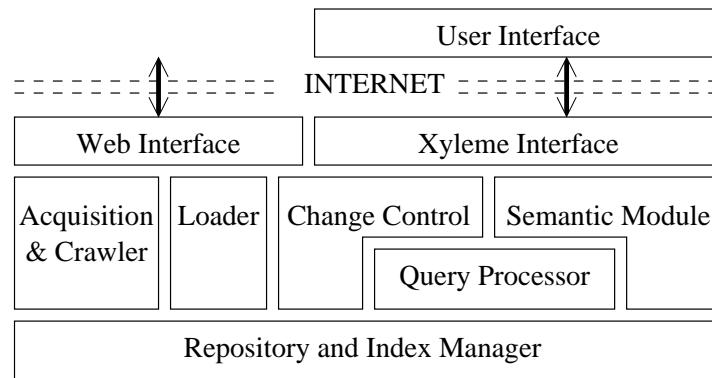 User Interface
INTERNET
Web Interface
Xyleme Interface
Acquisition
& Crawler
Loader
Change Control
Semantic Module
Query Processor
Repository and Index Manager